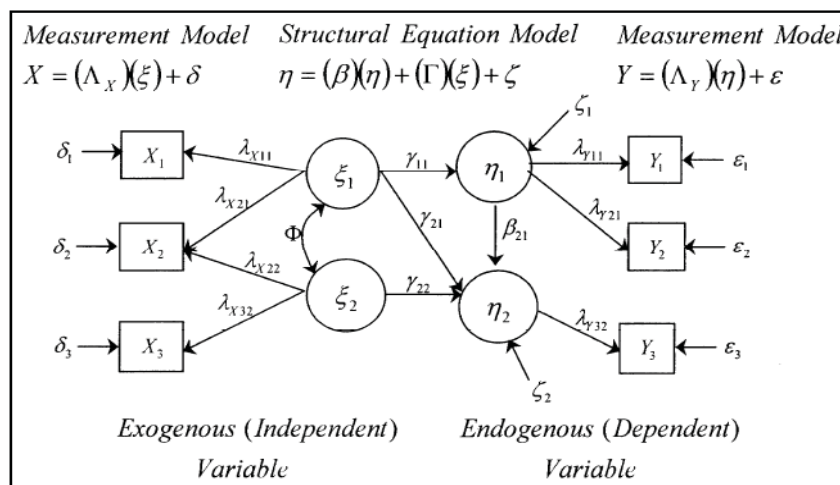 Measurement Model Structural Equation Model Measurement Model
X = (Λ_X)(ξ) + δ η = (β)(η) + (Γ)(ξ) + ζ Y = (Λ_Y)(η) + ε
ζ₁
δ₁ X₁ λ_X11 ξ₁ γ₁₁ η₁ λ_Y11 Y₁ ε₁
λ_X21 γ₂₁ λ_Y21
δ₂ X₂ Φ β₂₁ Y₂ ε₂
λ_X22
λ_X32 ξ₂ γ₂₂ η₂ λ_Y32
δ₃ X₃ Y₃ ε₃
ζ₂
Exogenous (Independent) Endogenous (Dependent)
Variable Variable